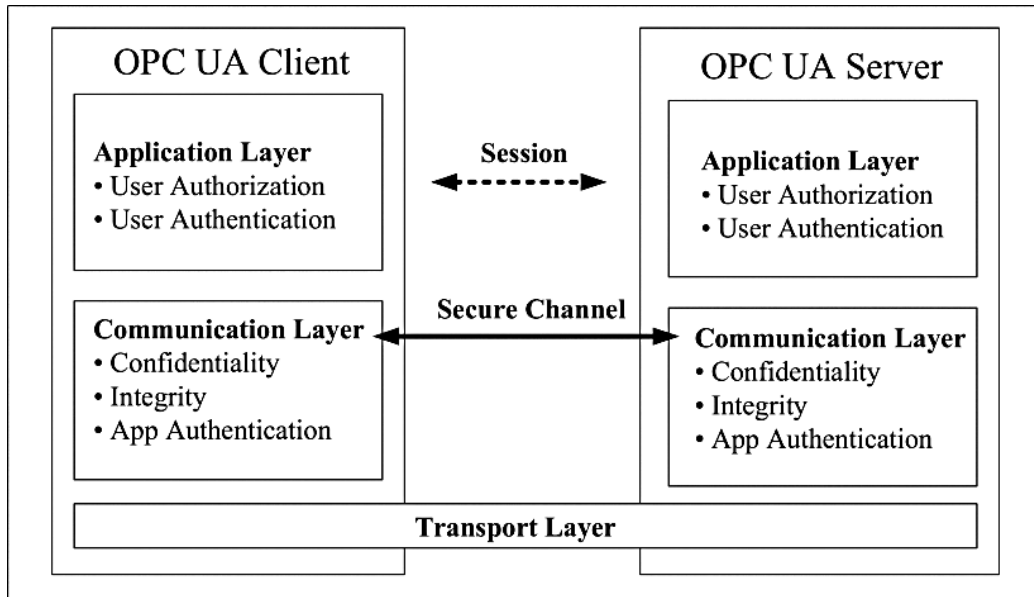 OPC UA Client
Application Layer
• User Authorization
• User Authentication
Communication Layer
• Confidentiality
• Integrity
• App Authentication
Session
Secure Channel
OPC UA Server
Application Layer
• User Authorization
• User Authentication
Communication Layer
• Confidentiality
• Integrity
• App Authentication
Transport Layer